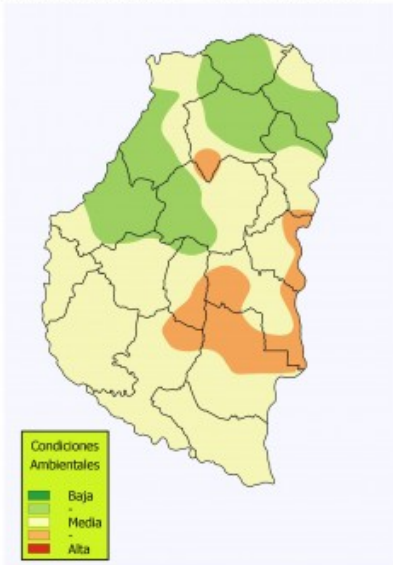 Condiciones
Ambientales
Baja
-
Media
-
Alta